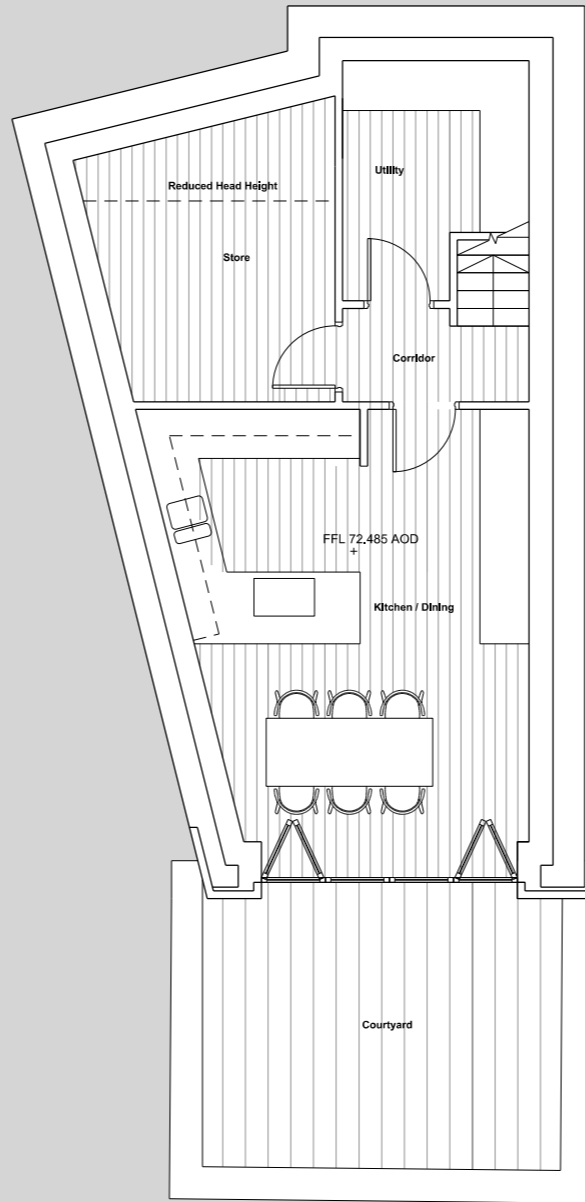 Utility
Reduced Head Height
Store
Corridor
FFL 72.485 AOD
Kitchen / Dining
Courtyard